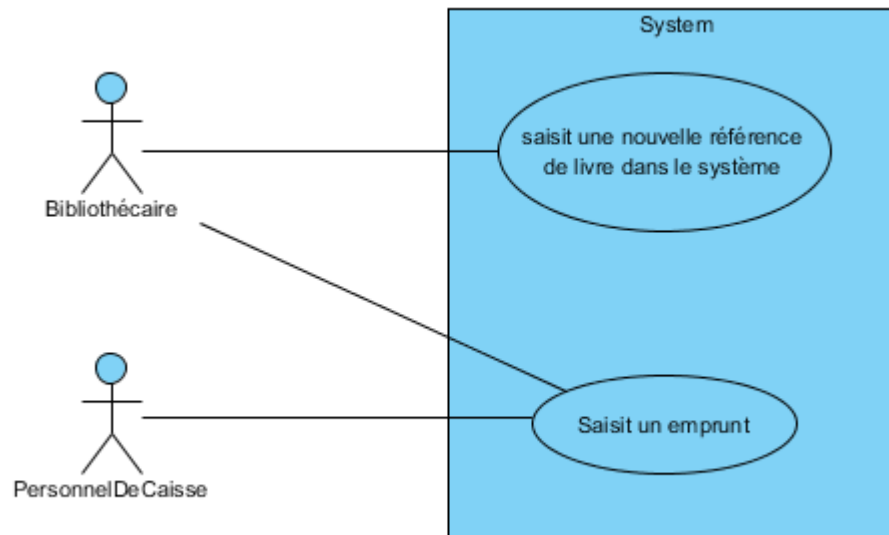 System
saisit une nouvelle référence
de livre dans le système
Bibliothécaire
Saisit un emprunt
PersonnelDeCaisse